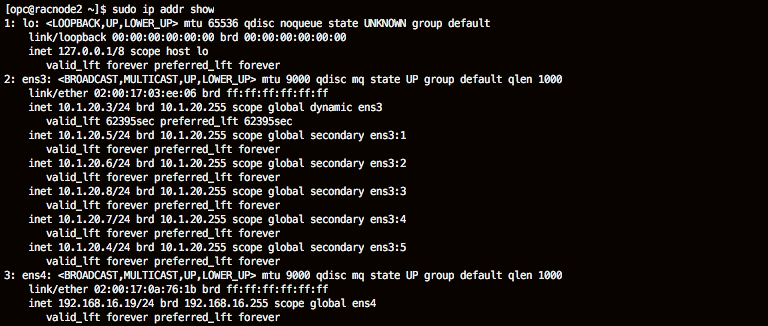 [opc@racnode2 ~]$ sudo ip addr show
1: lo: <LOOPBACK,UP,LOWER_UP> mtu 65536 qdisc noqueue state UNKNOWN group default
    link/loopback 00:00:00:00:00:00 brd 00:00:00:00:00:00
    inet 127.0.0.1/8 scope host lo
       valid_lft forever preferred_lft forever
2: ens3: <BROADCAST,MULTICAST,UP,LOWER_UP> mtu 9000 qdisc mq state UP group default qlen 1000
    link/ether 02:00:17:03:ee:06 brd ff:ff:ff:ff:ff:ff
    inet 10.1.20.3/24 brd 10.1.20.255 scope global dynamic ens3
       valid_lft 62395sec preferred_lft 62395sec
    inet 10.1.20.5/24 brd 10.1.20.255 scope global secondary ens3:1
       valid_lft forever preferred_lft forever
    inet 10.1.20.6/24 brd 10.1.20.255 scope global secondary ens3:2
       valid_lft forever preferred_lft forever
    inet 10.1.20.8/24 brd 10.1.20.255 scope global secondary ens3:3
       valid_lft forever preferred_lft forever
    inet 10.1.20.7/24 brd 10.1.20.255 scope global secondary ens3:4
       valid_lft forever preferred_lft forever
    inet 10.1.20.4/24 brd 10.1.20.255 scope global secondary ens3:5
       valid_lft forever preferred_lft forever
3: ens4: <BROADCAST,MULTICAST,UP,LOWER_UP> mtu 9000 qdisc mq state UP group default qlen 1000
    link/ether 02:00:17:0a:76:1b brd ff:ff:ff:ff:ff:ff
    inet 192.168.16.19/24 brd 192.168.16.255 scope global ens4
       valid_lft forever preferred_lft forever